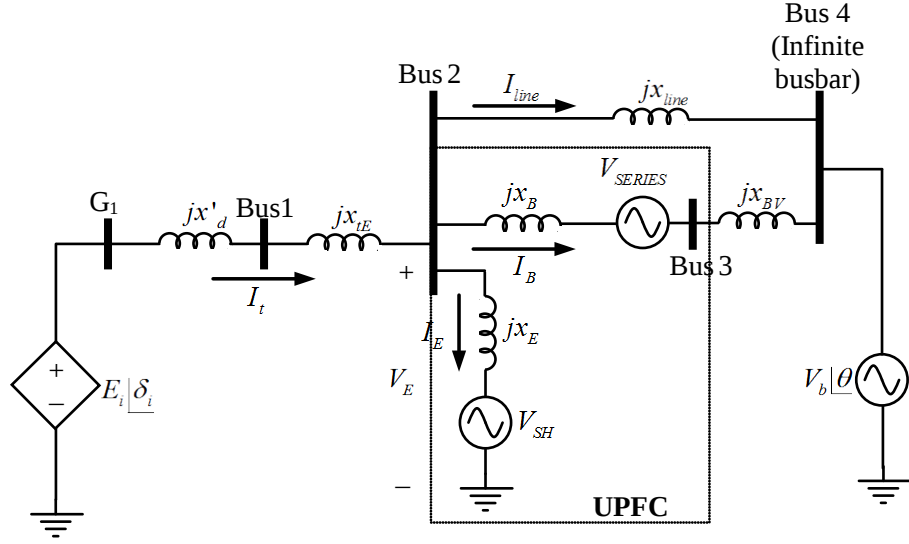 Bus 4
(Infinite
busbar)
Bus 2
I_line
jx_line
V_SERIES
G₁
jx'_d
Bus1
jx_tE
jx_B
jx_BV
Bus 3
I_t
I_B
+
I_E
jx_E
+
−
E_i∠δ_i
V_E
V_SH
V_b∠θ
−
UPFC